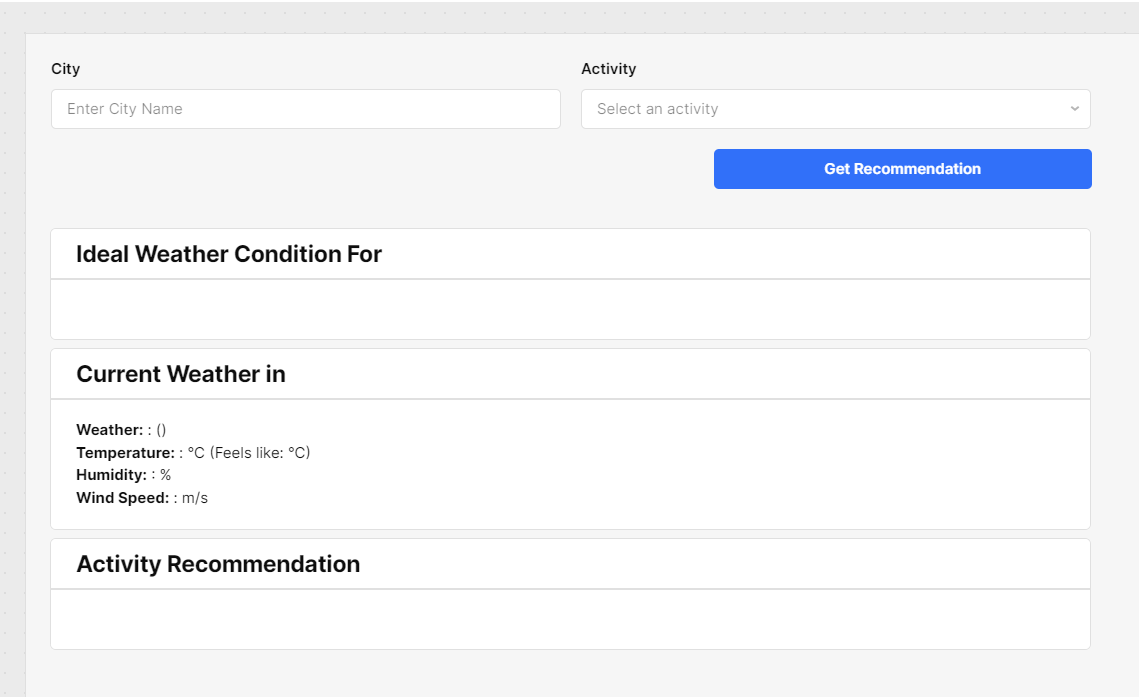 City
Activity
Enter City Name
Select an activity
Get Recommendation
Ideal Weather Condition For
Current Weather in
Weather: : ()
Temperature: : °C (Feels like: °C)
Humidity: : %
Wind Speed: : m/s
Activity Recommendation